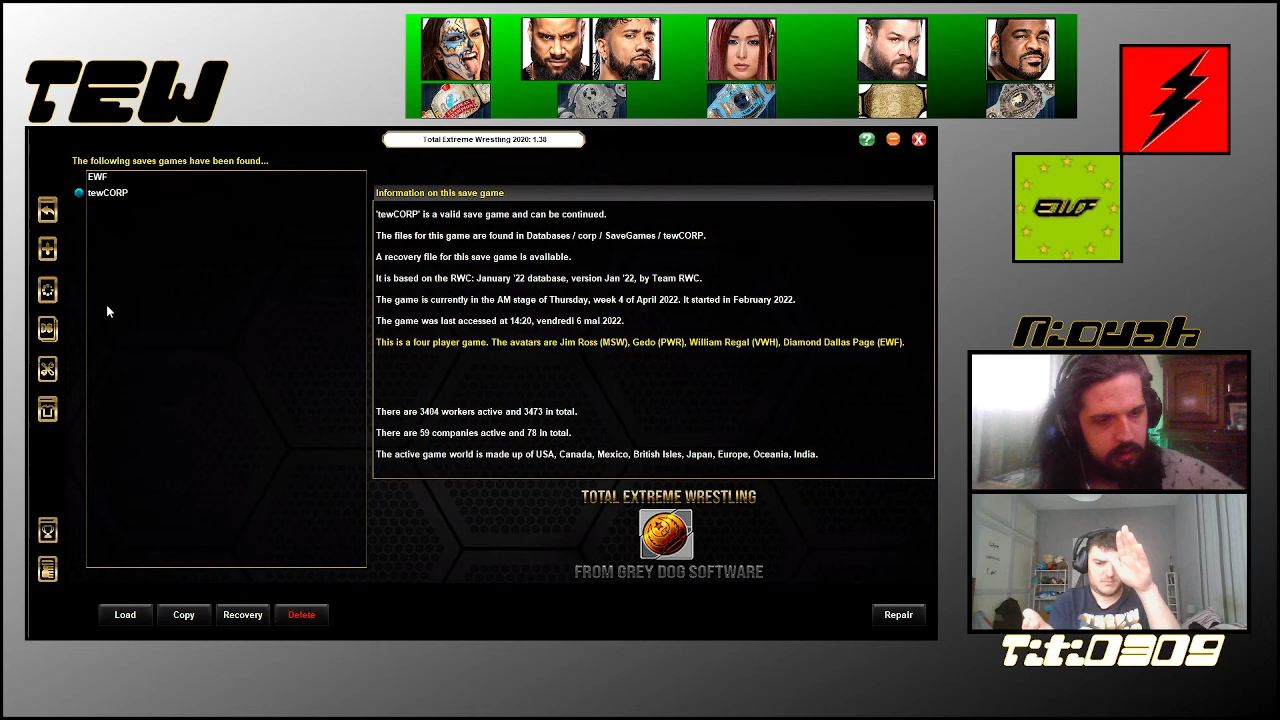 TEW
Total Extreme Wrestling 2020: 1.38
The following saves games have been found...
EWF
tewCORP
Information on this save game
'tewCORP' is a valid save game and can be continued.
The files for this game are found in Databases / corp / SaveGames / tewCORP.
A recovery file for this save game is available.
It is based on the RWC: January '22 database, version Jan '22, by Team RWC.
The game is currently in the AM stage of Thursday, week 4 of April 2022. It started in February 2022.
The game was last accessed at 14:20, vendredi 6 mai 2022.
This is a four player game. The avatars are Jim Ross (MSW), Gedo (PWR), William Regal (VWH), Diamond Dallas Page (EWF).
There are 3404 workers active and 3473 in total.
There are 59 companies active and 78 in total.
The active game world is made up of USA, Canada, Mexico, British Isles, Japan, Europe, Oceania, India.
DB
TOTAL EXTREME WRESTLING
FROM GREY DOG SOFTWARE
Load
Copy
Recovery
Delete
Repair
EWF
Titi0309